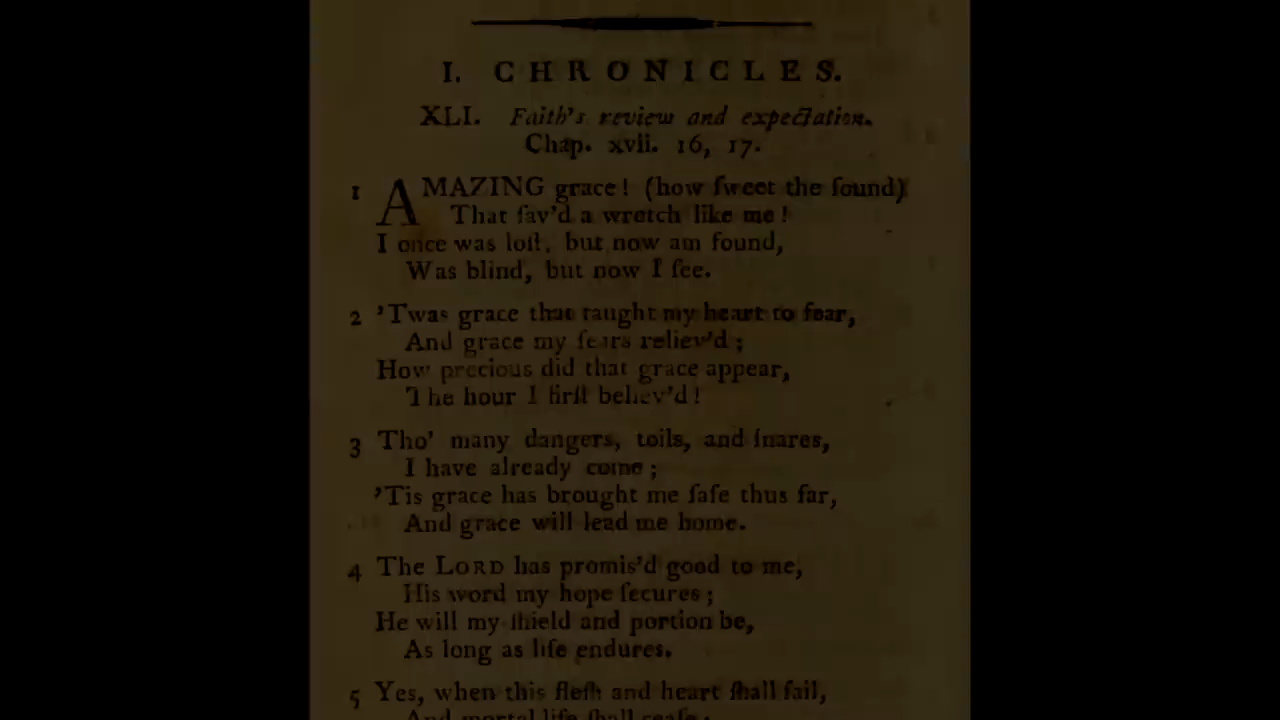 I. CHRONICLES.
XLI. Faith's review and expectation.
Chap. xvii. 16, 17.
1 AMAZING grace! (how ſweet the ſound)
That ſav'd a wretch like me!
I once was loſt, but now am found,
Was blind, but now I ſee.
2 'Twas grace that taught my heart to fear,
And grace my fears reliev'd;
How precious did that grace appear,
The hour I firſt believ'd!
3 Tho' many dangers, toils, and ſnares,
I have already come;
'Tis grace has brought me ſafe thus far,
And grace will lead me home.
4 The LORD has promis'd good to me,
His word my hope ſecures;
He will my ſhield and portion be,
As long as life endures.
5 Yes, when this fleſh and heart ſhall fail,
And mortal life ſhall ceaſe;